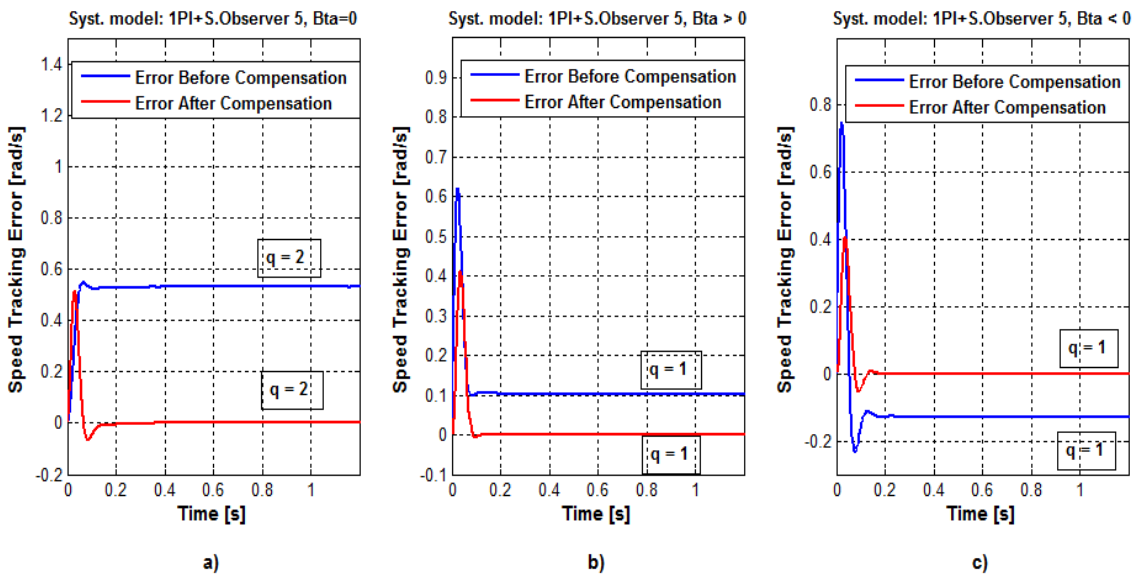 Syst. model: 1PI+S.Observer 5, Bta=0
Speed Tracking Error [rad/s]
1.4
1.2
1
0.8
0.6
0.4
0.2
0
-0.2
Error Before Compensation
Error After Compensation
q = 2
q = 2
0 0.2 0.4 0.6 0.8 1
Time [s]
a)
Syst. model: 1PI+S.Observer 5, Bta > 0
Speed Tracking Error [rad/s]
0.9
0.8
0.7
0.6
0.5
0.4
0.3
0.2
0.1
0
-0.1
Error Before Compensation
Error After Compensation
q = 1
q = 1
0 0.2 0.4 0.6 0.8 1
Time [s]
b)
Syst. model: 1PI+S.Observer 5, Bta < 0
Speed Tracking Error [rad/s]
0.8
0.6
0.4
0.2
0
-0.2
Error Before Compensation
Error After Compensation
q = 1
q = 1
0 0.2 0.4 0.6 0.8 1
Time [s]
c)